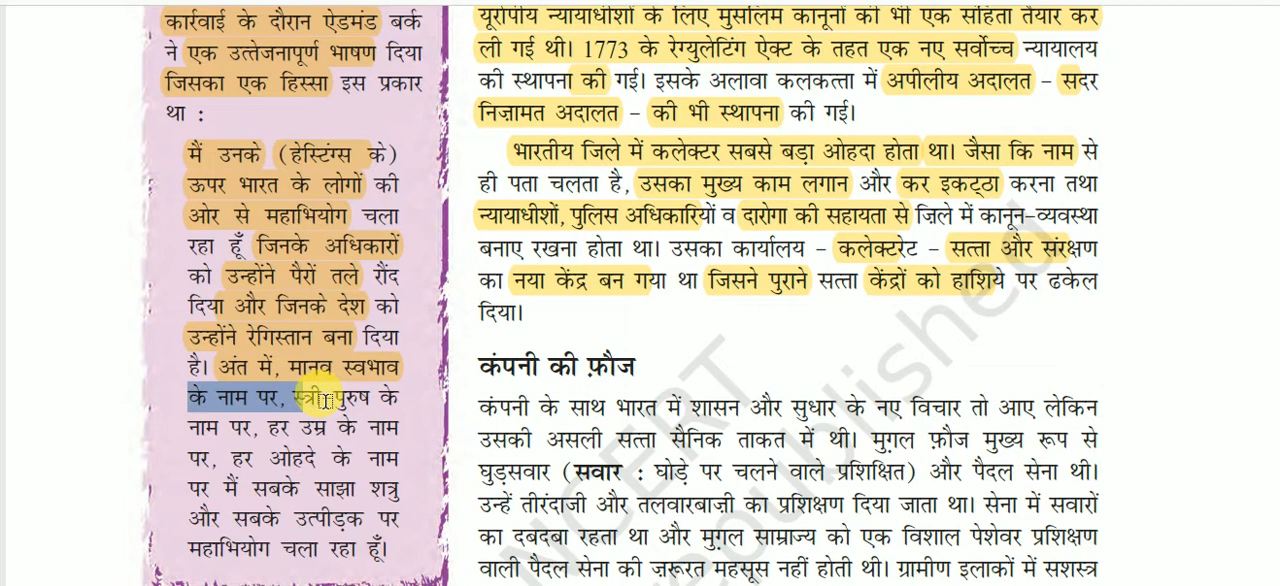 कार्रवाई के दौरान ऐडमंड बर्क
ने एक उत्तेजनापूर्ण भाषण दिया
जिसका एक हिस्सा इस प्रकार
था :
मैं उनके (हेस्टिंग्स के)
ऊपर भारत के लोगों की
ओर से महाभियोग चला
रहा हूँ जिनके अधिकारों
को उन्होंने पैरों तले रौंद
दिया और जिनके देश को
उन्होंने रेगिस्तान बना दिया
है। अंत में, मानव स्वभाव
के नाम पर, स्त्री पुरुष के
नाम पर, हर उम्र के नाम
पर, हर ओहदे के नाम
पर मैं सबके साझा शत्रु
और सबके उत्पीड़क पर
महाभियोग चला रहा हूँ।
यूरोपीय न्यायाधीशों के लिए मुसलिम कानूनों की भी एक संहिता तैयार कर
ली गई थी। 1773 के रेग्युलेटिंग ऐक्ट के तहत एक नए सर्वोच्च न्यायालय
की स्थापना की गई। इसके अलावा कलकत्ता में अपीलीय अदालत – सदर
निज़ामत अदालत – की भी स्थापना की गई।
भारतीय जिले में कलेक्टर सबसे बड़ा ओहदा होता था। जैसा कि नाम से
ही पता चलता है, उसका मुख्य काम लगान और कर इकट्ठा करना तथा
न्यायाधीशों, पुलिस अधिकारियों व दारोगा की सहायता से जिले में कानून-व्यवस्था
बनाए रखना होता था। उसका कार्यालय – कलेक्टरेट – सत्ता और संरक्षण
का नया केंद्र बन गया था जिसने पुराने सत्ता केंद्रों को हाशिये पर ढकेल
दिया।
कंपनी की फ़ौज
कंपनी के साथ भारत में शासन और सुधार के नए विचार तो आए लेकिन
उसकी असली सत्ता सैनिक ताकत में थी। मुग़ल फ़ौज मुख्य रूप से
घुड़सवार (सवार : घोड़े पर चलने वाले प्रशिक्षित) और पैदल सेना थी।
उन्हें तीरंदाजी और तलवारबाजी का प्रशिक्षण दिया जाता था। सेना में सवारों
का दबदबा रहता था और मुग़ल साम्राज्य को एक विशाल पेशेवर प्रशिक्षित
वाली पैदल सेना की ज़रूरत महसूस नहीं होती थी। ग्रामीण इलाकों में सशस्त्र
NCERT
republished